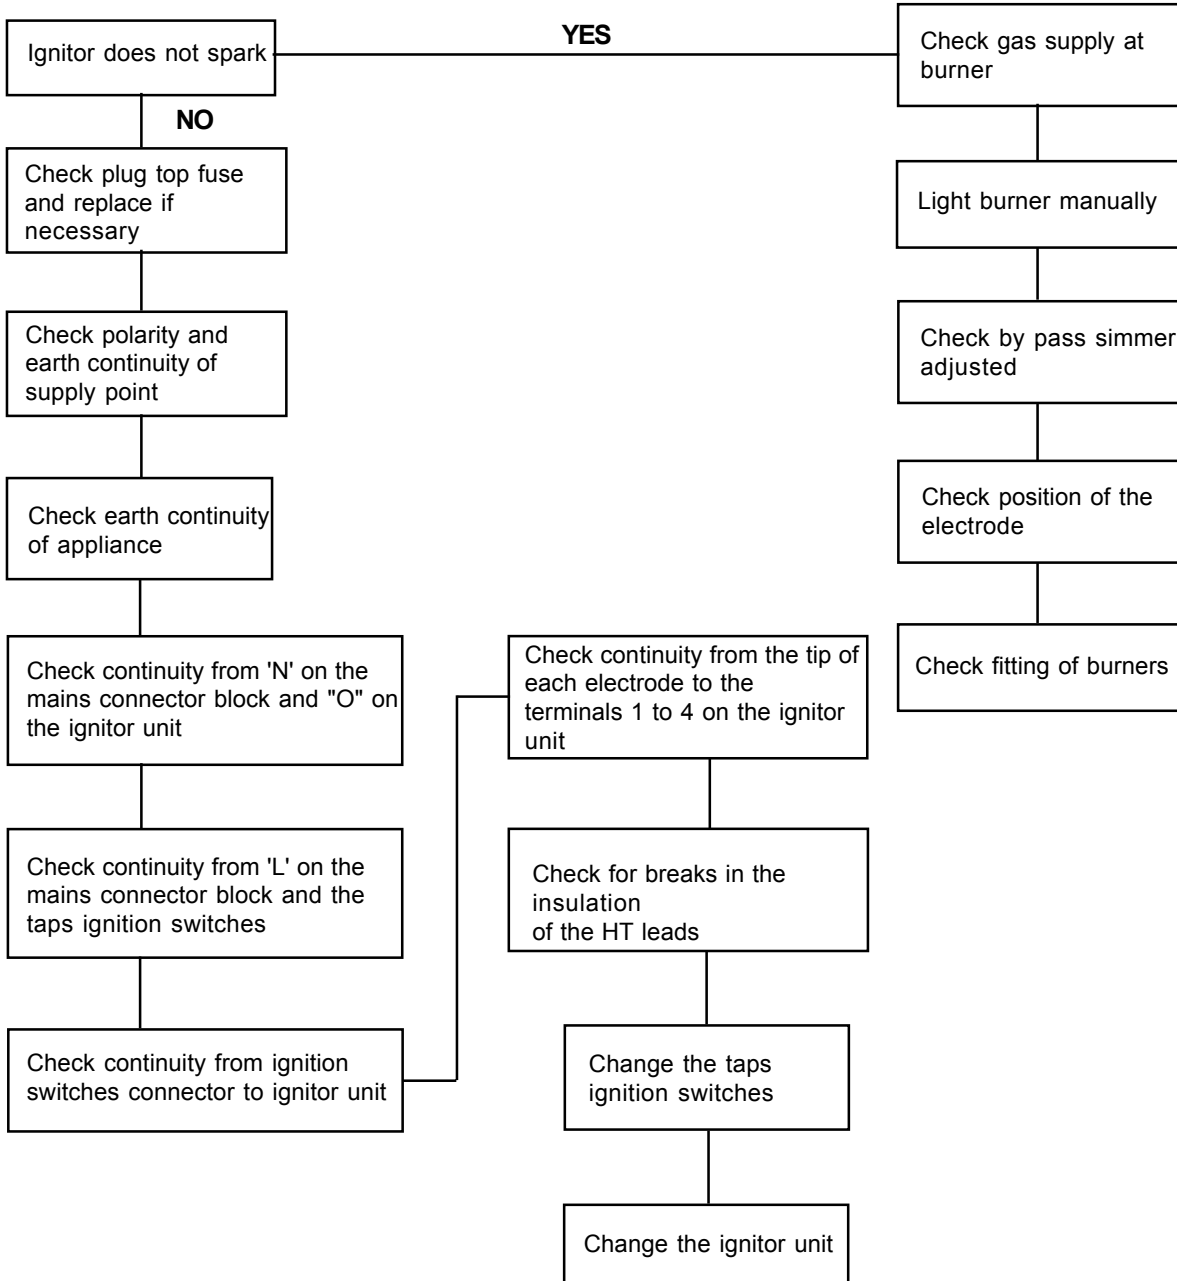 Ignitor does not spark
YES
NO
Check plug top fuse
and replace if
necessary
Check polarity and
earth continuity of
supply point
Check earth continuity
of appliance
Check continuity from 'N' on the
mains connector block and "O" on
the ignitor unit
Check continuity from 'L' on the
mains connector block and the
taps ignition switches
Check continuity from ignition
switches connector to ignitor unit
Check continuity from the tip of
each electrode to the
terminals 1 to 4 on the ignitor
unit
Check for breaks in the
insulation
of the HT leads
Change the taps
ignition switches
Change the ignitor unit
Check gas supply at
burner
Light burner manually
Check by pass simmer
adjusted
Check position of the
electrode
Check fitting of burners